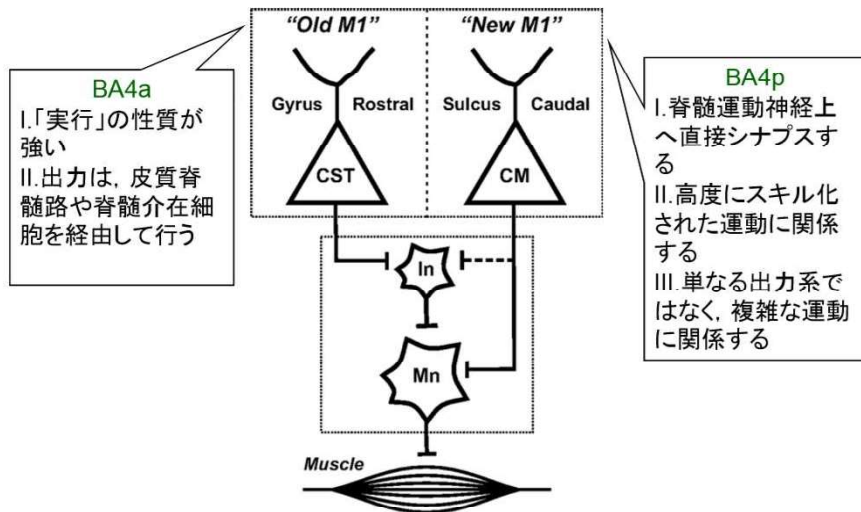 "Old M1"
"New M1"
BA4a
I.「実行」の性質が
強い
II.出力は，皮質脊
髄路や脊髄介在細
胞を経由して行う
Gyrus
Rostral
CST
Sulcus
Caudal
CM
BA4p
I.脊髄運動神経上
へ直接シナプスす
る
II.高度にスキル化
された運動に関係
する
III.単なる出力系で
はなく，複雑な運動
に関係する
In
Mn
Muscle